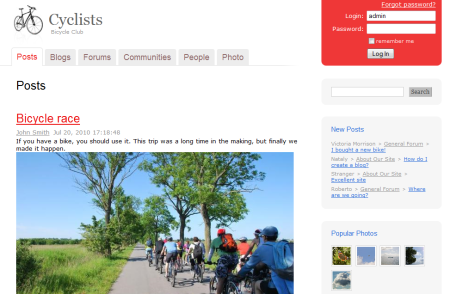 Cyclists
Bicycle Club
Forgot password?
Login: admin
Password:
remember me
Log In
Posts Blogs Forums Communities People Photo
Search
Posts
Bicycle race
John Smith Jul 20, 2010 17:18:48
If you have a bike, you should use it. This trip was a long time in the making, but finally we
made it happen.
New Posts
Victoria Morrison > General Forum >
I bought a new bike!
Nataly > About Our Site > How do I
create a blog?
Stranger > About Our Site >
Excellent site
Roberto > General Forum > Where
are we going?
Popular Photos